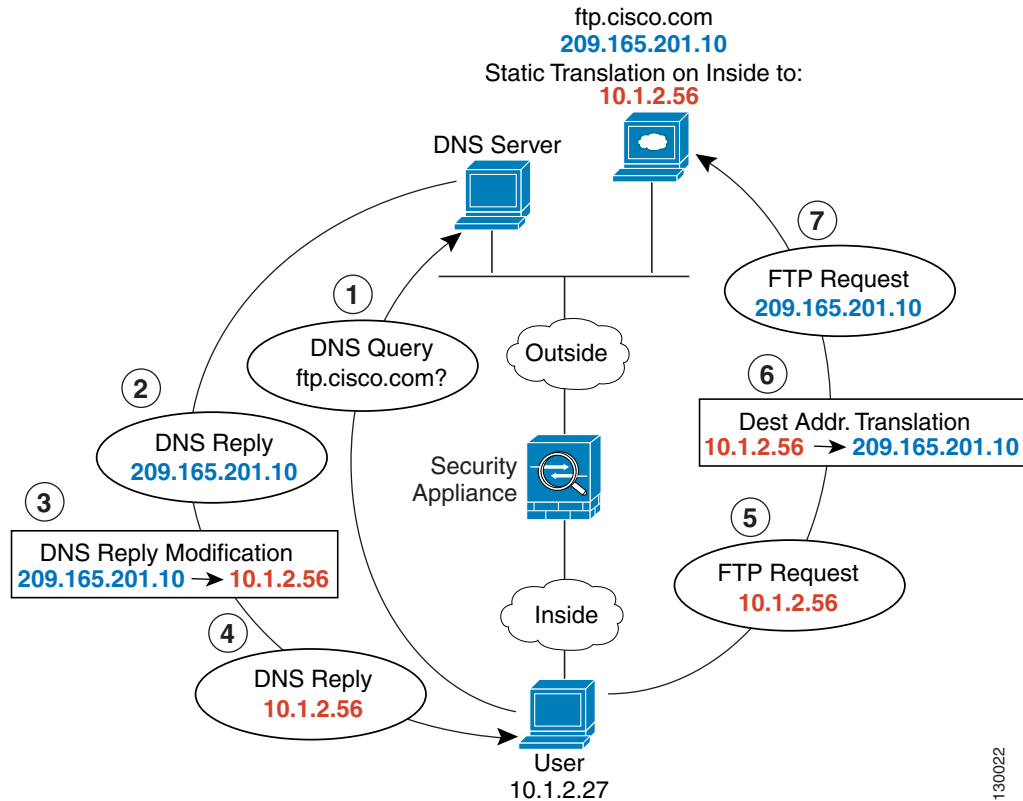 ftp.cisco.com
209.165.201.10
Static Translation on Inside to:
10.1.2.56
DNS Server
7
FTP Request
209.165.201.10
1
DNS Query
ftp.cisco.com?
Outside
2
DNS Reply
209.165.201.10
6
Dest Addr. Translation
10.1.2.56 → 209.165.201.10
Security
Appliance
3
DNS Reply Modification
209.165.201.10 → 10.1.2.56
5
FTP Request
10.1.2.56
Inside
4
DNS Reply
10.1.2.56
User
10.1.2.27
130022